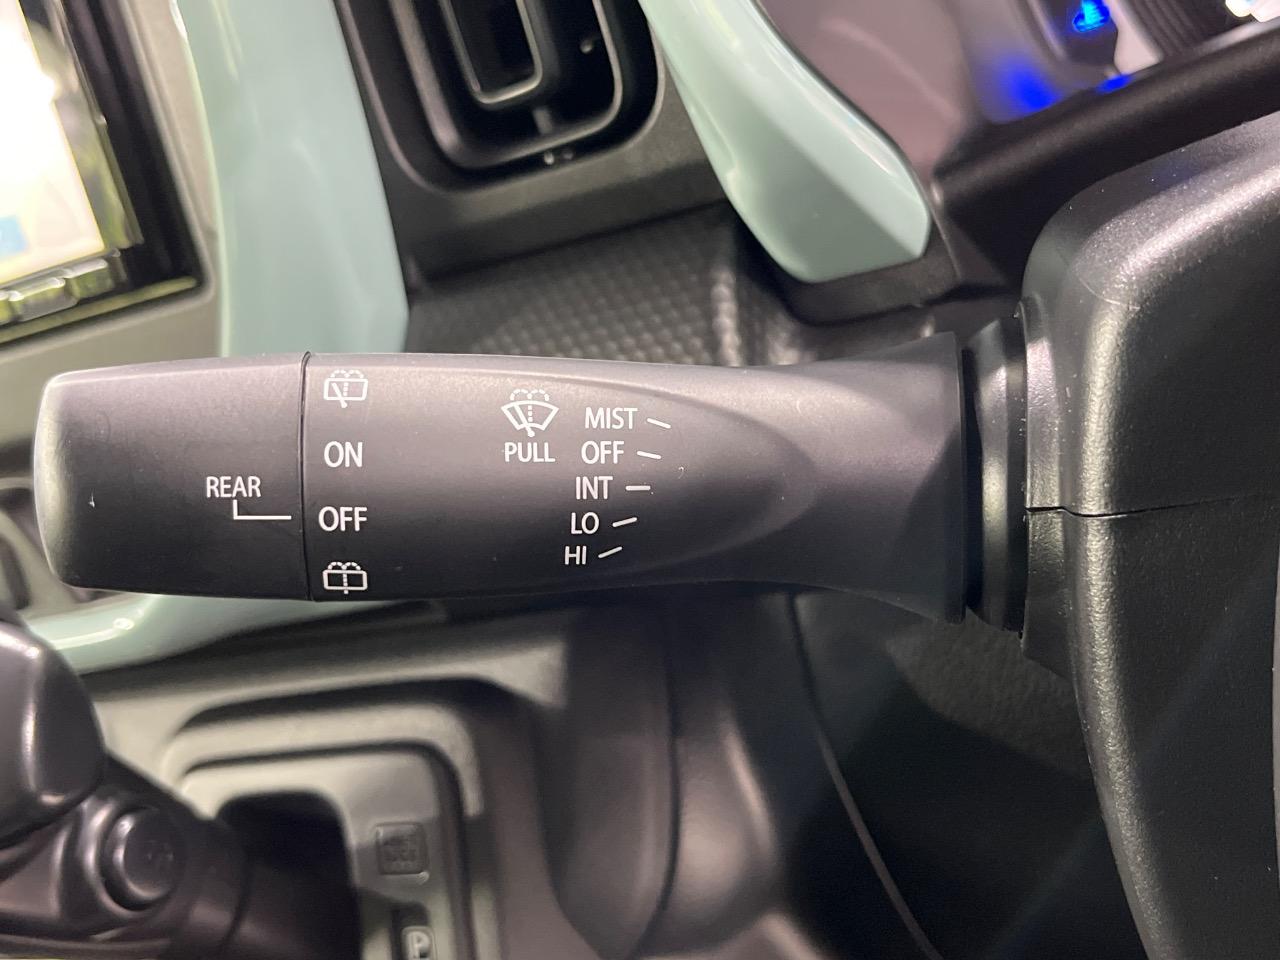 ON
REAR
OFF
PULL
MIST
OFF
INT
LO
HI
P